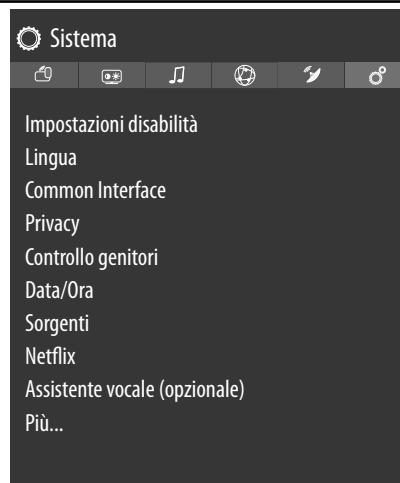 Sistema
Impostazioni disabilità
Lingua
Common Interface
Privacy
Controllo genitori
Data/Ora
Sorgenti
Netflix
Assistente vocale (opzionale)
Più...